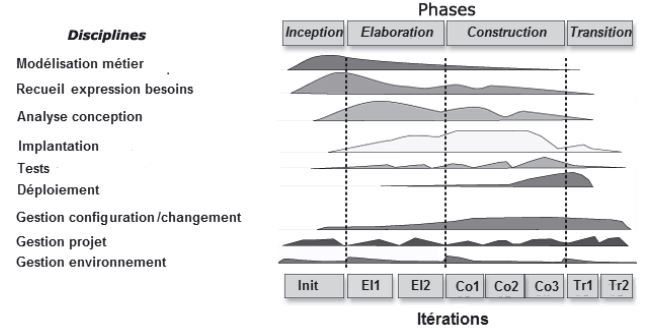 Phases
Disciplines
Inception Elaboration Construction Transition
Modélisation métier
Recueil expression besoins
Analyse conception
Implantation
Tests
Déploiement
Gestion configuration/changement
Gestion projet
Gestion environnement
Init El1 El2 Co1 Co2 Co3 Tr1 Tr2
Itérations